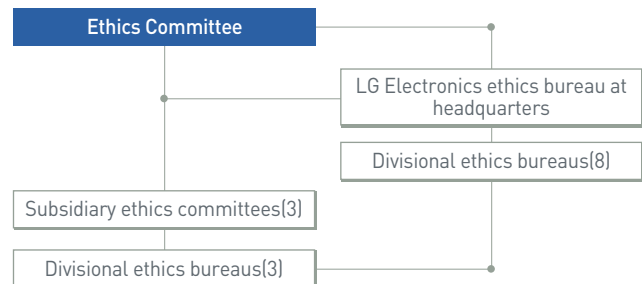 Ethics Committee
LG Electronics ethics bureau at
headquarters
Divisional ethics bureaus(8)
Subsidiary ethics committees(3)
Divisional ethics bureaus(3)